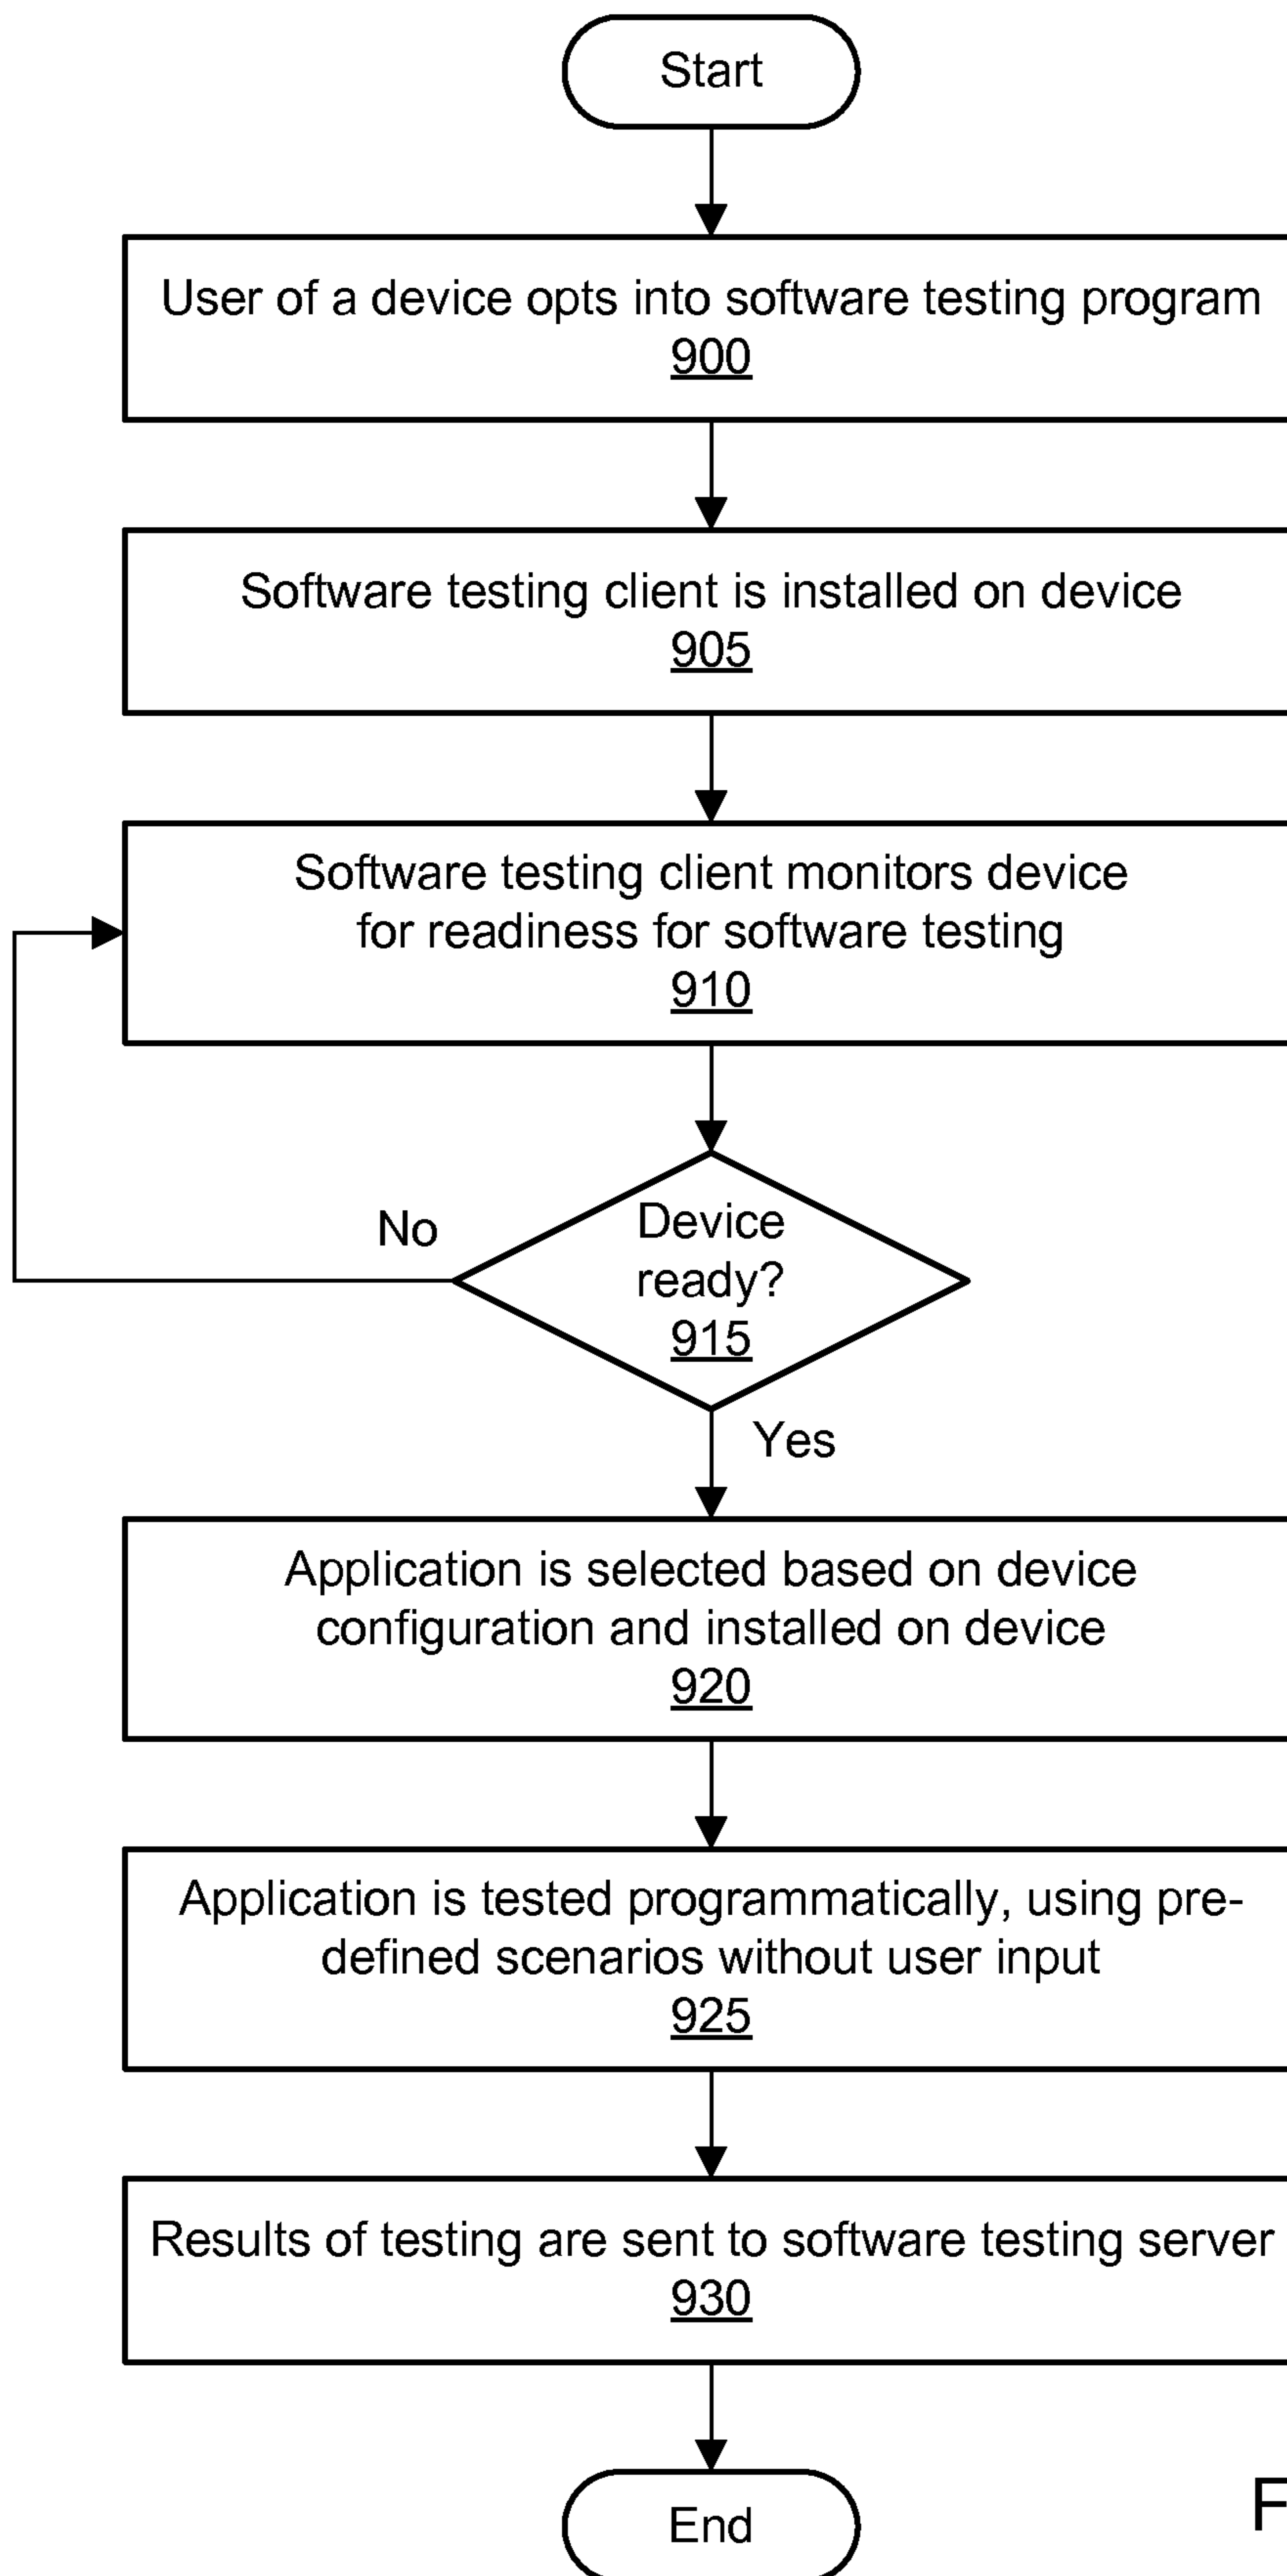 Start
User of a device opts into software testing program
900
Software testing client is installed on device
905
Software testing client monitors device
for readiness for software testing
910
Device
ready?
915
No
Yes
Application is selected based on device
configuration and installed on device
920
Application is tested programmatically, using pre-
defined scenarios without user input
925
Results of testing are sent to software testing server
930
End
F